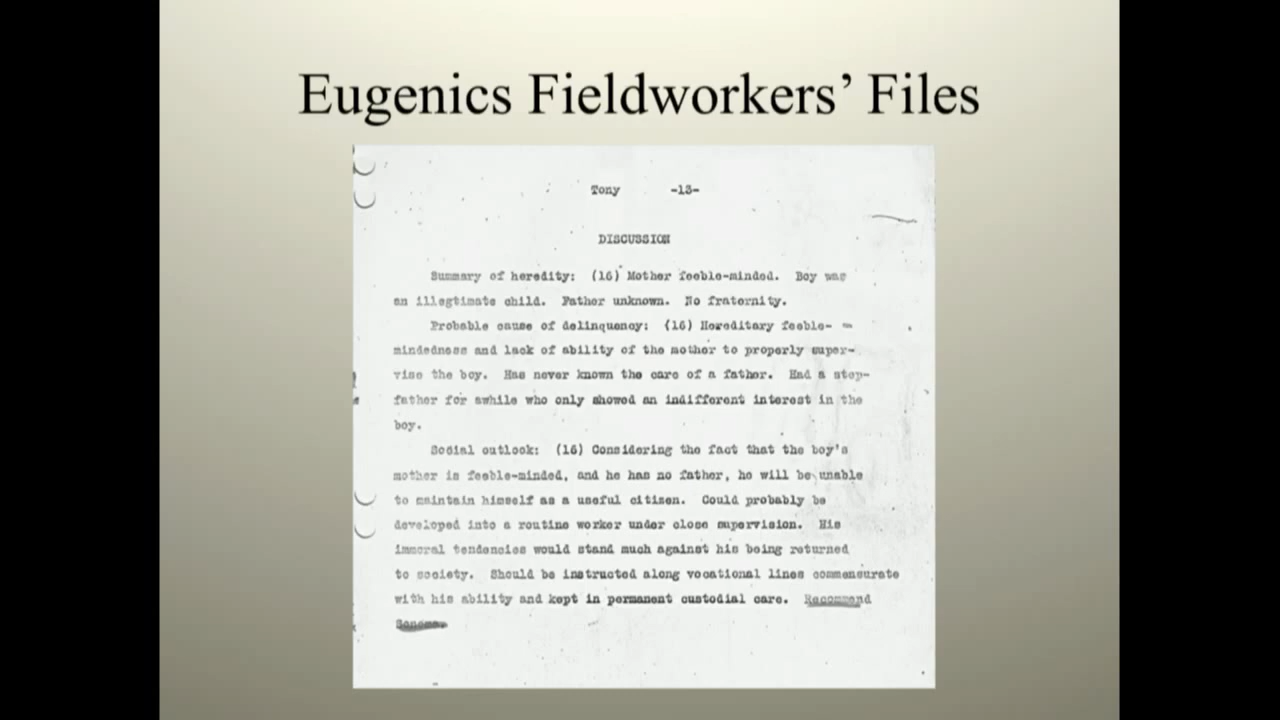 Eugenics Fieldworkers’ Files
Tony -13-
DISCUSSION
Summary of heredity: (16) Mother feeble-minded. Boy was
an illegtimate child. Father unknown. No fraternity.
Probable cause of delinquency: (16) Hereditary feeble-
mindedness and lack of ability of the mother to properly super-
vise the boy. Has never known the care of a father. Had a step-
father for awhile who only showed an indifferent interest in the
boy.
Social outlook: (16) Considering the fact that the boy's
mother is feeble-minded, and he has no father, he will be unable
to maintain himself as a useful citizen. Could probably be
developed into a routine worker under close supervision. His
immoral tendencies would stand much against his being returned
to society. Should be instructed along vocational lines commensurate
with his ability and kept in permanent custodial care. Recommend
Sonoma.